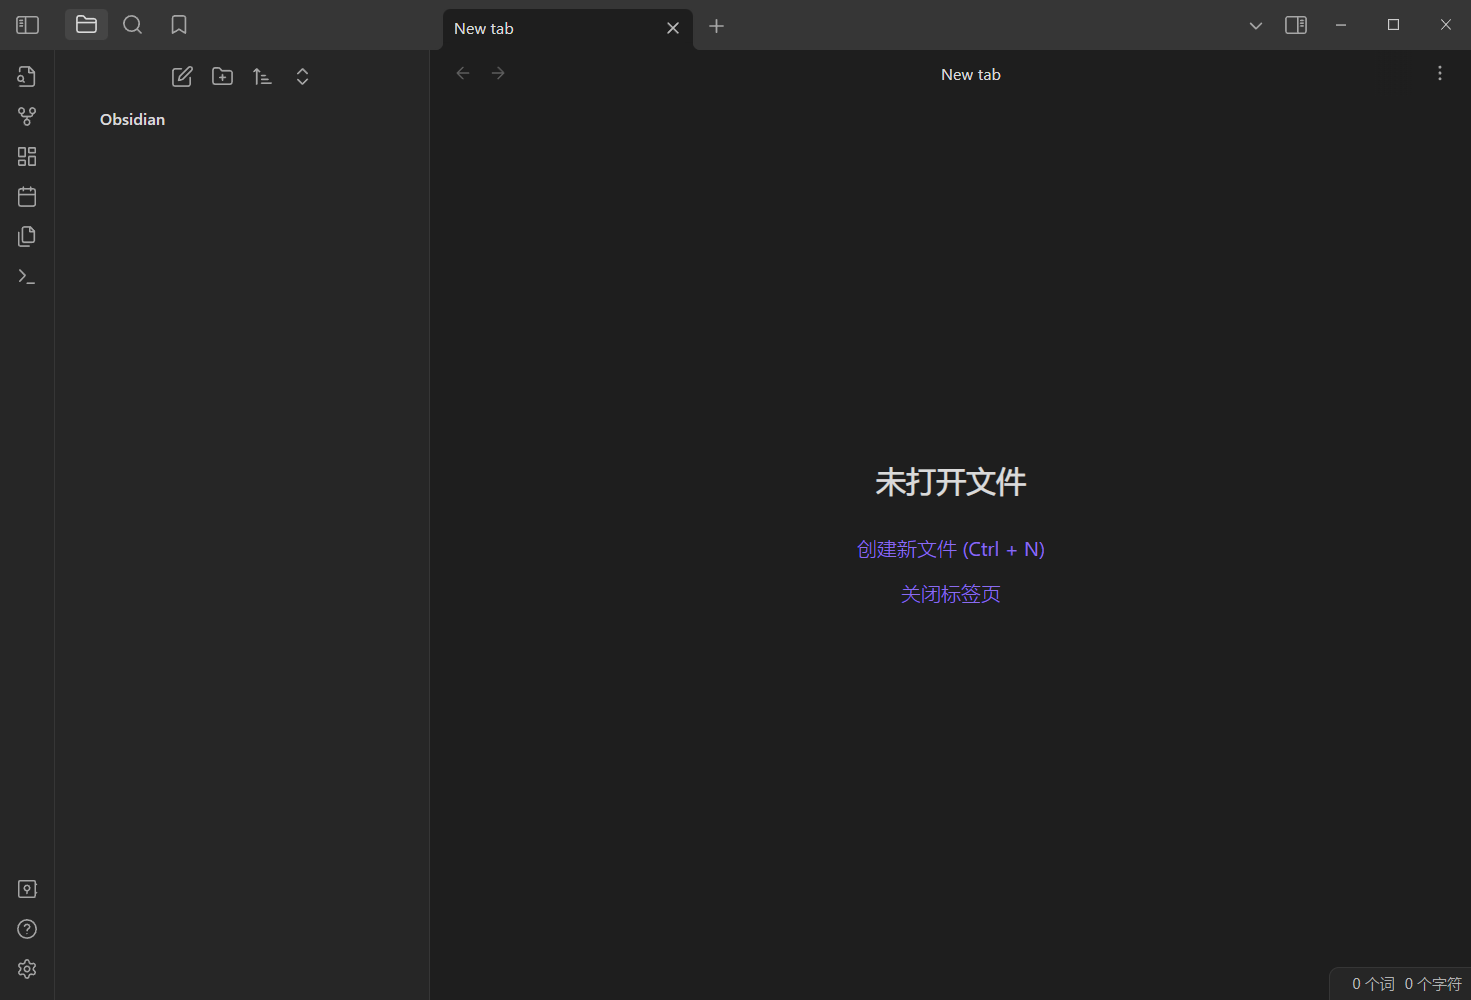 New tab
New tab
Obsidian
未打开文件
创建新文件 (Ctrl + N)
关闭标签页
0 个词 0 个字符